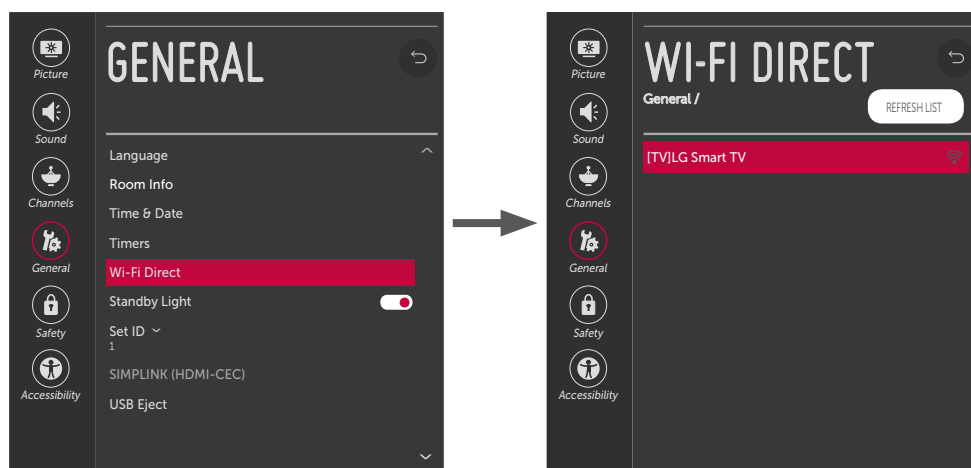 GENERAL
Picture
Sound
Channels
General
Safety
Accessibility
Language
Room Info
Time & Date
Timers
Wi-Fi Direct
Standby Light
Set ID
1
SIMPLINK (HDMI-CEC)
USB Eject
WI-FI DIRECT
General /
REFRESH LIST
Picture
Sound
Channels
General
Safety
Accessibility
[TV]LG Smart TV